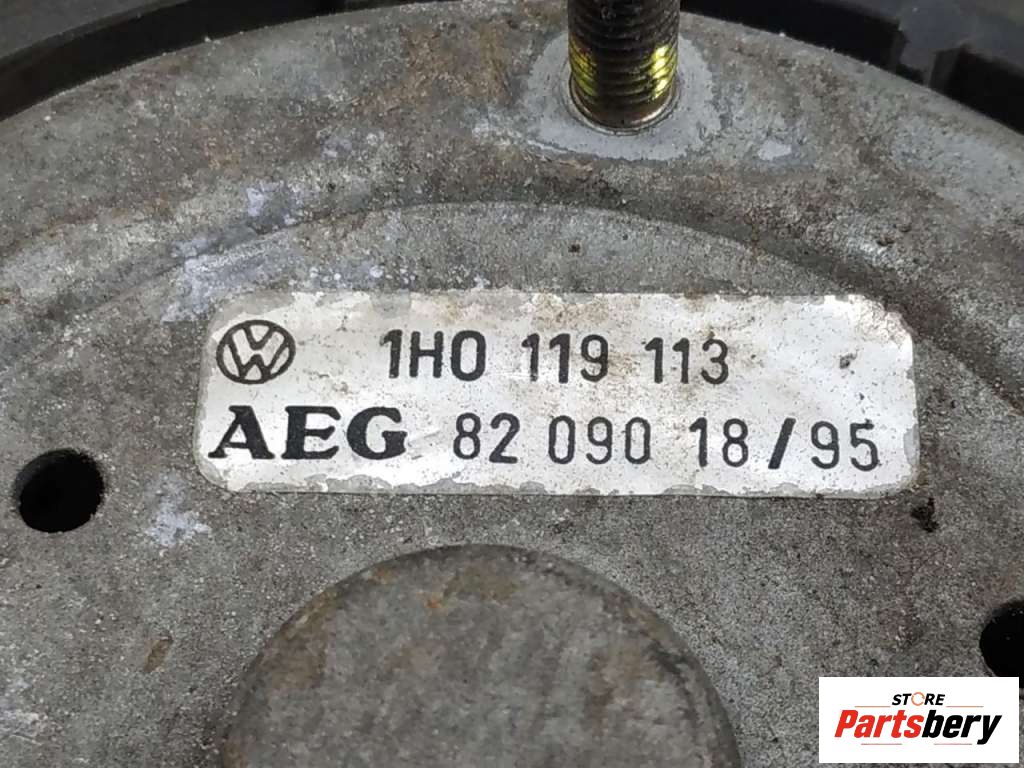 1H0 119 113
AEG 82 090 18/95
STORE
Partsbery